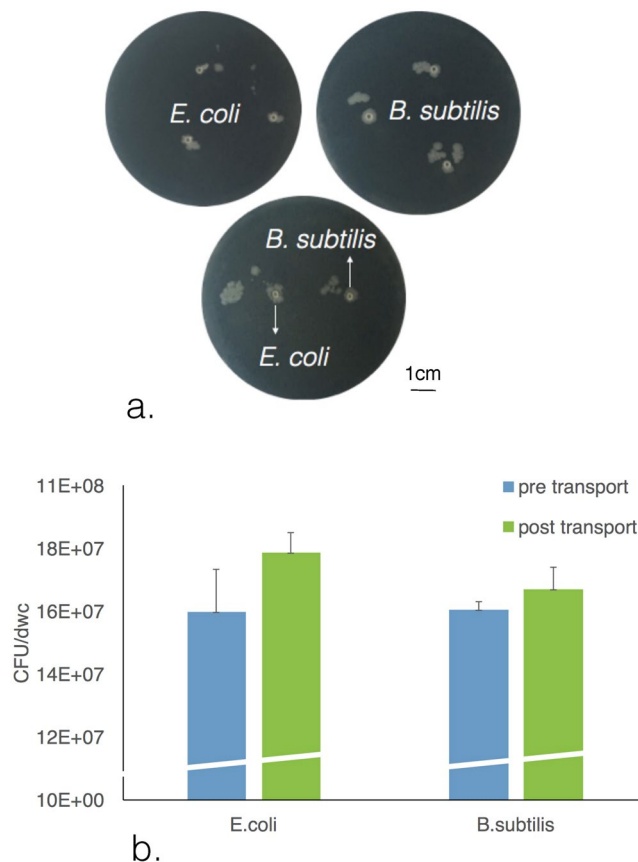 E. coli
B. subtilis
B. subtilis
E. coli
1cm
a.
11E+08
18E+07
16E+07
14E+07
12E+07
10E+00
CFU/dwc
pre transport
post transport
E.coli
B.subtilis
b.